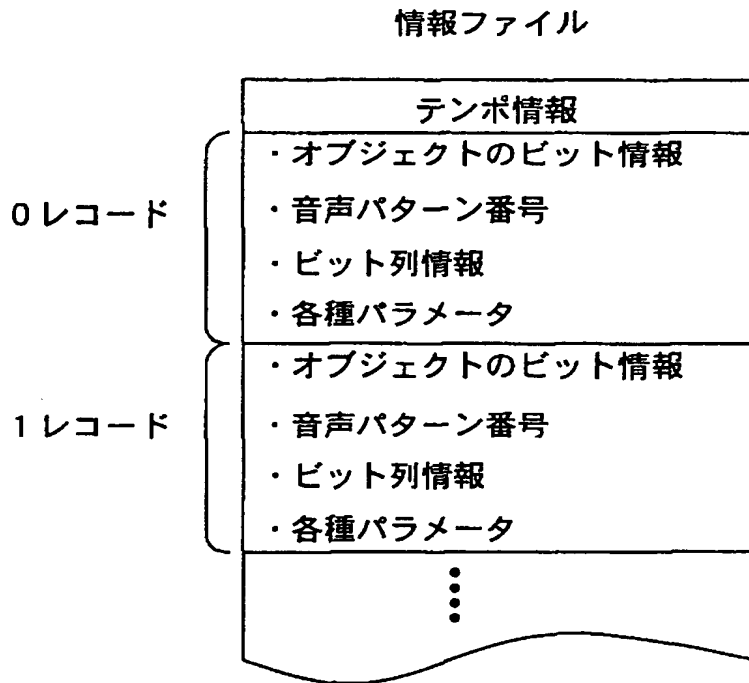 情報ファイル
テンポ情報
0レコード
・オブジェクトのビット情報
・音声パターン番号
・ビット列情報
・各種パラメータ
1レコード
・オブジェクトのビット情報
・音声パターン番号
・ビット列情報
・各種パラメータ